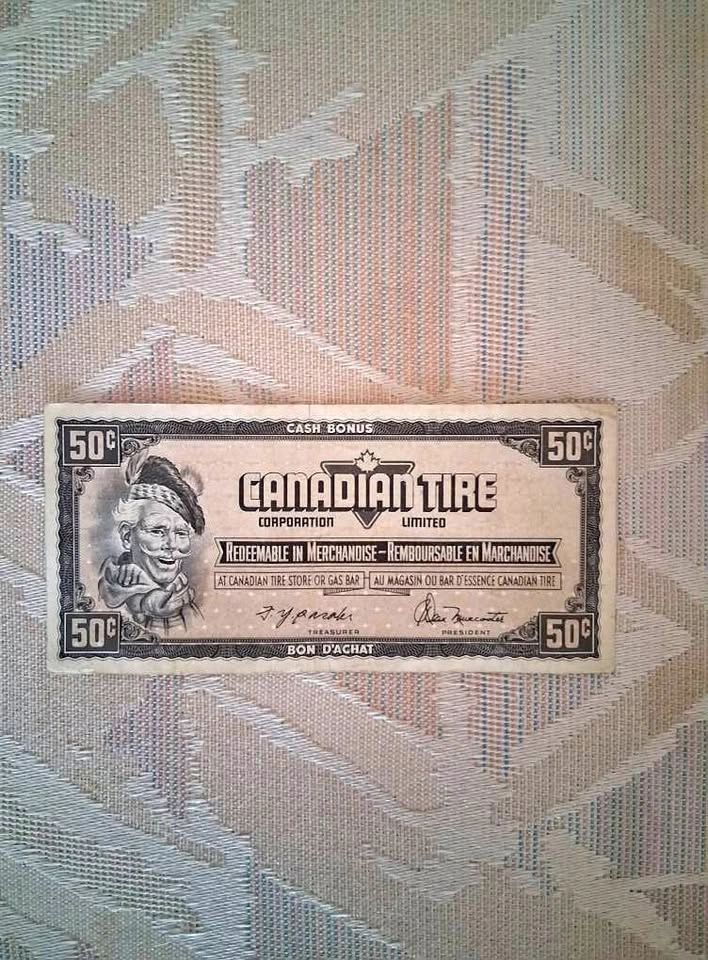 CASH BONUS
50¢ 50¢
CANADIAN TIRE
CORPORATION LIMITED
REDEEMABLE IN MERCHANDISE-REMBOURSABLE EN MARCHANDISE
AT CANADIAN TIRE STORE OR GAS BAR AU MAGASIN OU BAR D'ESSENCE CANADIAN TIRE
TREASURER PRESIDENT
50¢ 50¢
BON D'ACHAT